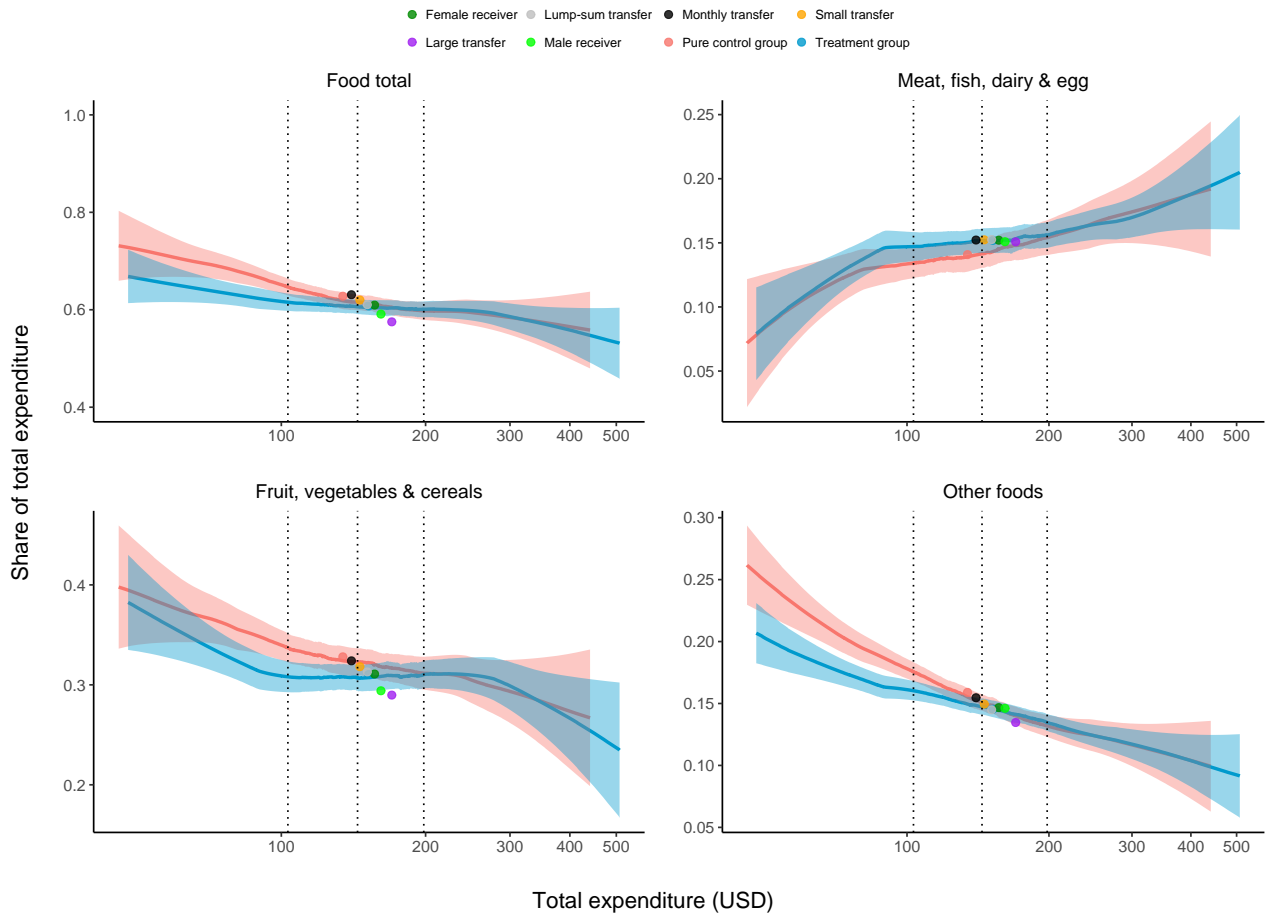 Female receiver Lump-sum transfer Monthly transfer Small transfer
Large transfer Male receiver Pure control group Treatment group
Food total
Meat, fish, dairy & egg
1.0
0.8
0.6
0.4
100 200 300 400 500
0.25
0.20
0.15
0.10
0.05
100 200 300 400 500
Fruit, vegetables & cereals
Other foods
0.4
0.3
0.2
100 200 300 400 500
0.30
0.25
0.20
0.15
0.10
0.05
100 200 300 400 500
Share of total expenditure
Total expenditure (USD)